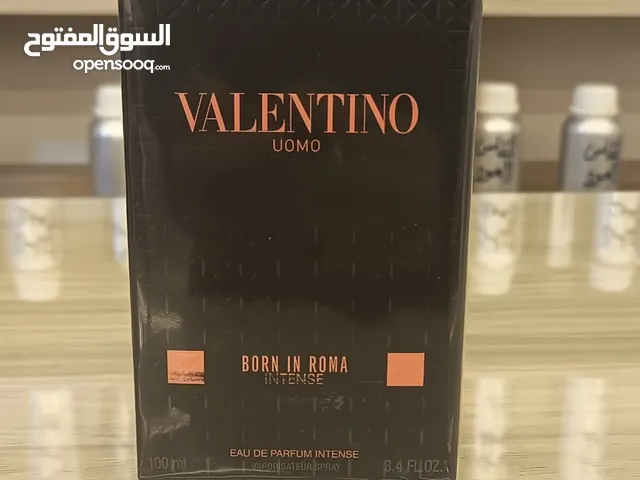 السوق المفتوح
opensooq.com
VALENTINO
UOMO
BORN IN ROMA
INTENSE
EAU DE PARFUM INTENSE
100 ml VAPORISATEUR SPRAY 3.4 FL.OZ.